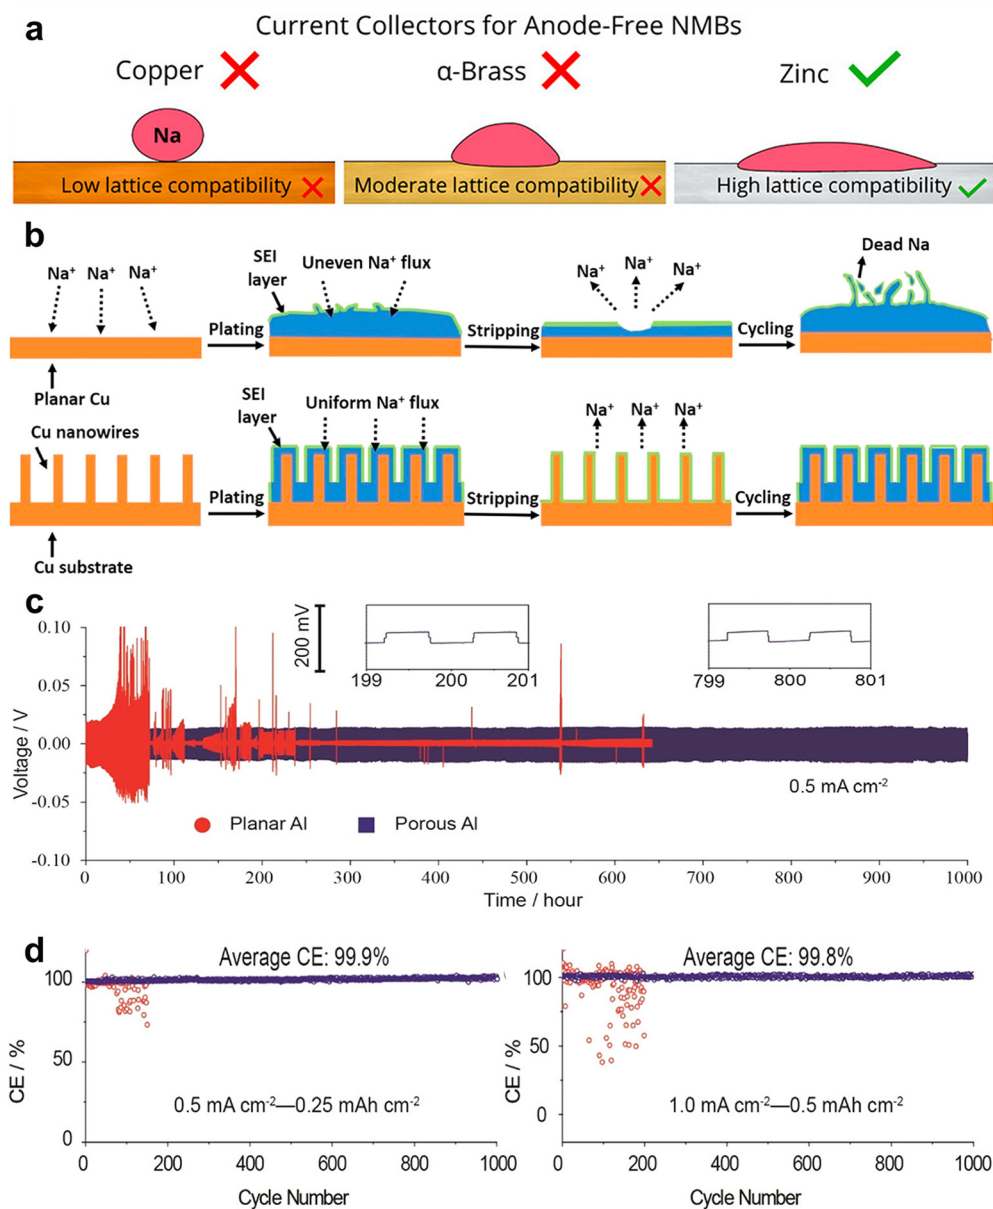 a
Current Collectors for Anode-Free NMBs
Copper
α-Brass
Zinc
Na
Low lattice compatibility
Moderate lattice compatibility
High lattice compatibility
b
Na⁺ Na⁺ Na⁺
SEI layer
Uneven Na⁺ flux
Na⁺ Na⁺ Na⁺
Dead Na
Plating
Stripping
Cycling
Planar Cu
Cu nanowires
SEI layer
Uniform Na⁺ flux
Na⁺ Na⁺ Na⁺
Plating
Stripping
Cycling
Cu substrate
c
Voltage / V
0.10
0.05
0.00
-0.05
-0.10
200 mV
199 200 201
799 800 801
0.5 mA cm⁻²
Planar Al
Porous Al
0 100 200 300 400 500 600 700 800 900 1000
Time / hour
d
Average CE: 99.9%
CE / %
100
50
0
0.5 mA cm⁻²—0.25 mAh cm⁻²
0 200 400 600 800 1000
Cycle Number
Average CE: 99.8%
CE / %
100
50
0
1.0 mA cm⁻²—0.5 mAh cm⁻²
0 200 400 600 800 1000
Cycle Number